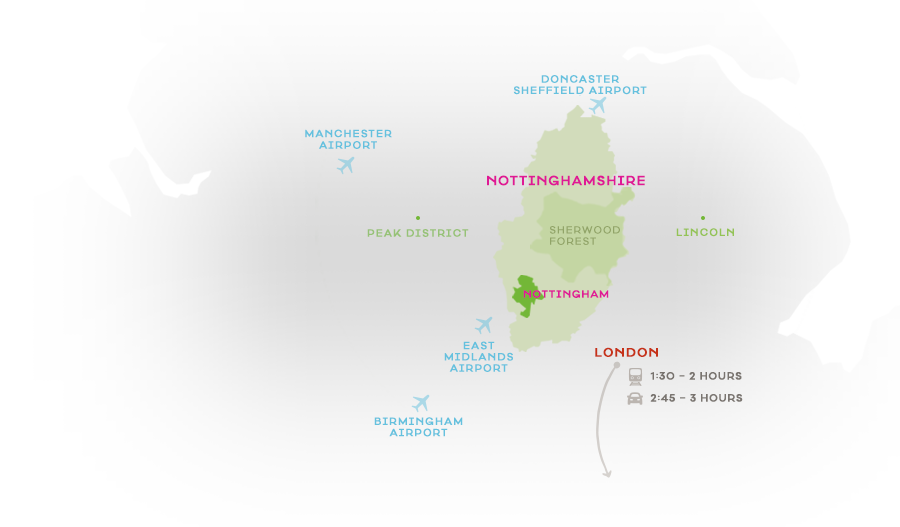 DONCASTER
SHEFFIELD AIRPORT
MANCHESTER
AIRPORT
NOTTINGHAMSHIRE
PEAK DISTRICT
SHERWOOD
FOREST
LINCOLN
NOTTINGHAM
EAST
MIDLANDS
AIRPORT
LONDON
1:30 – 2 HOURS
2:45 – 3 HOURS
BIRMINGHAM
AIRPORT